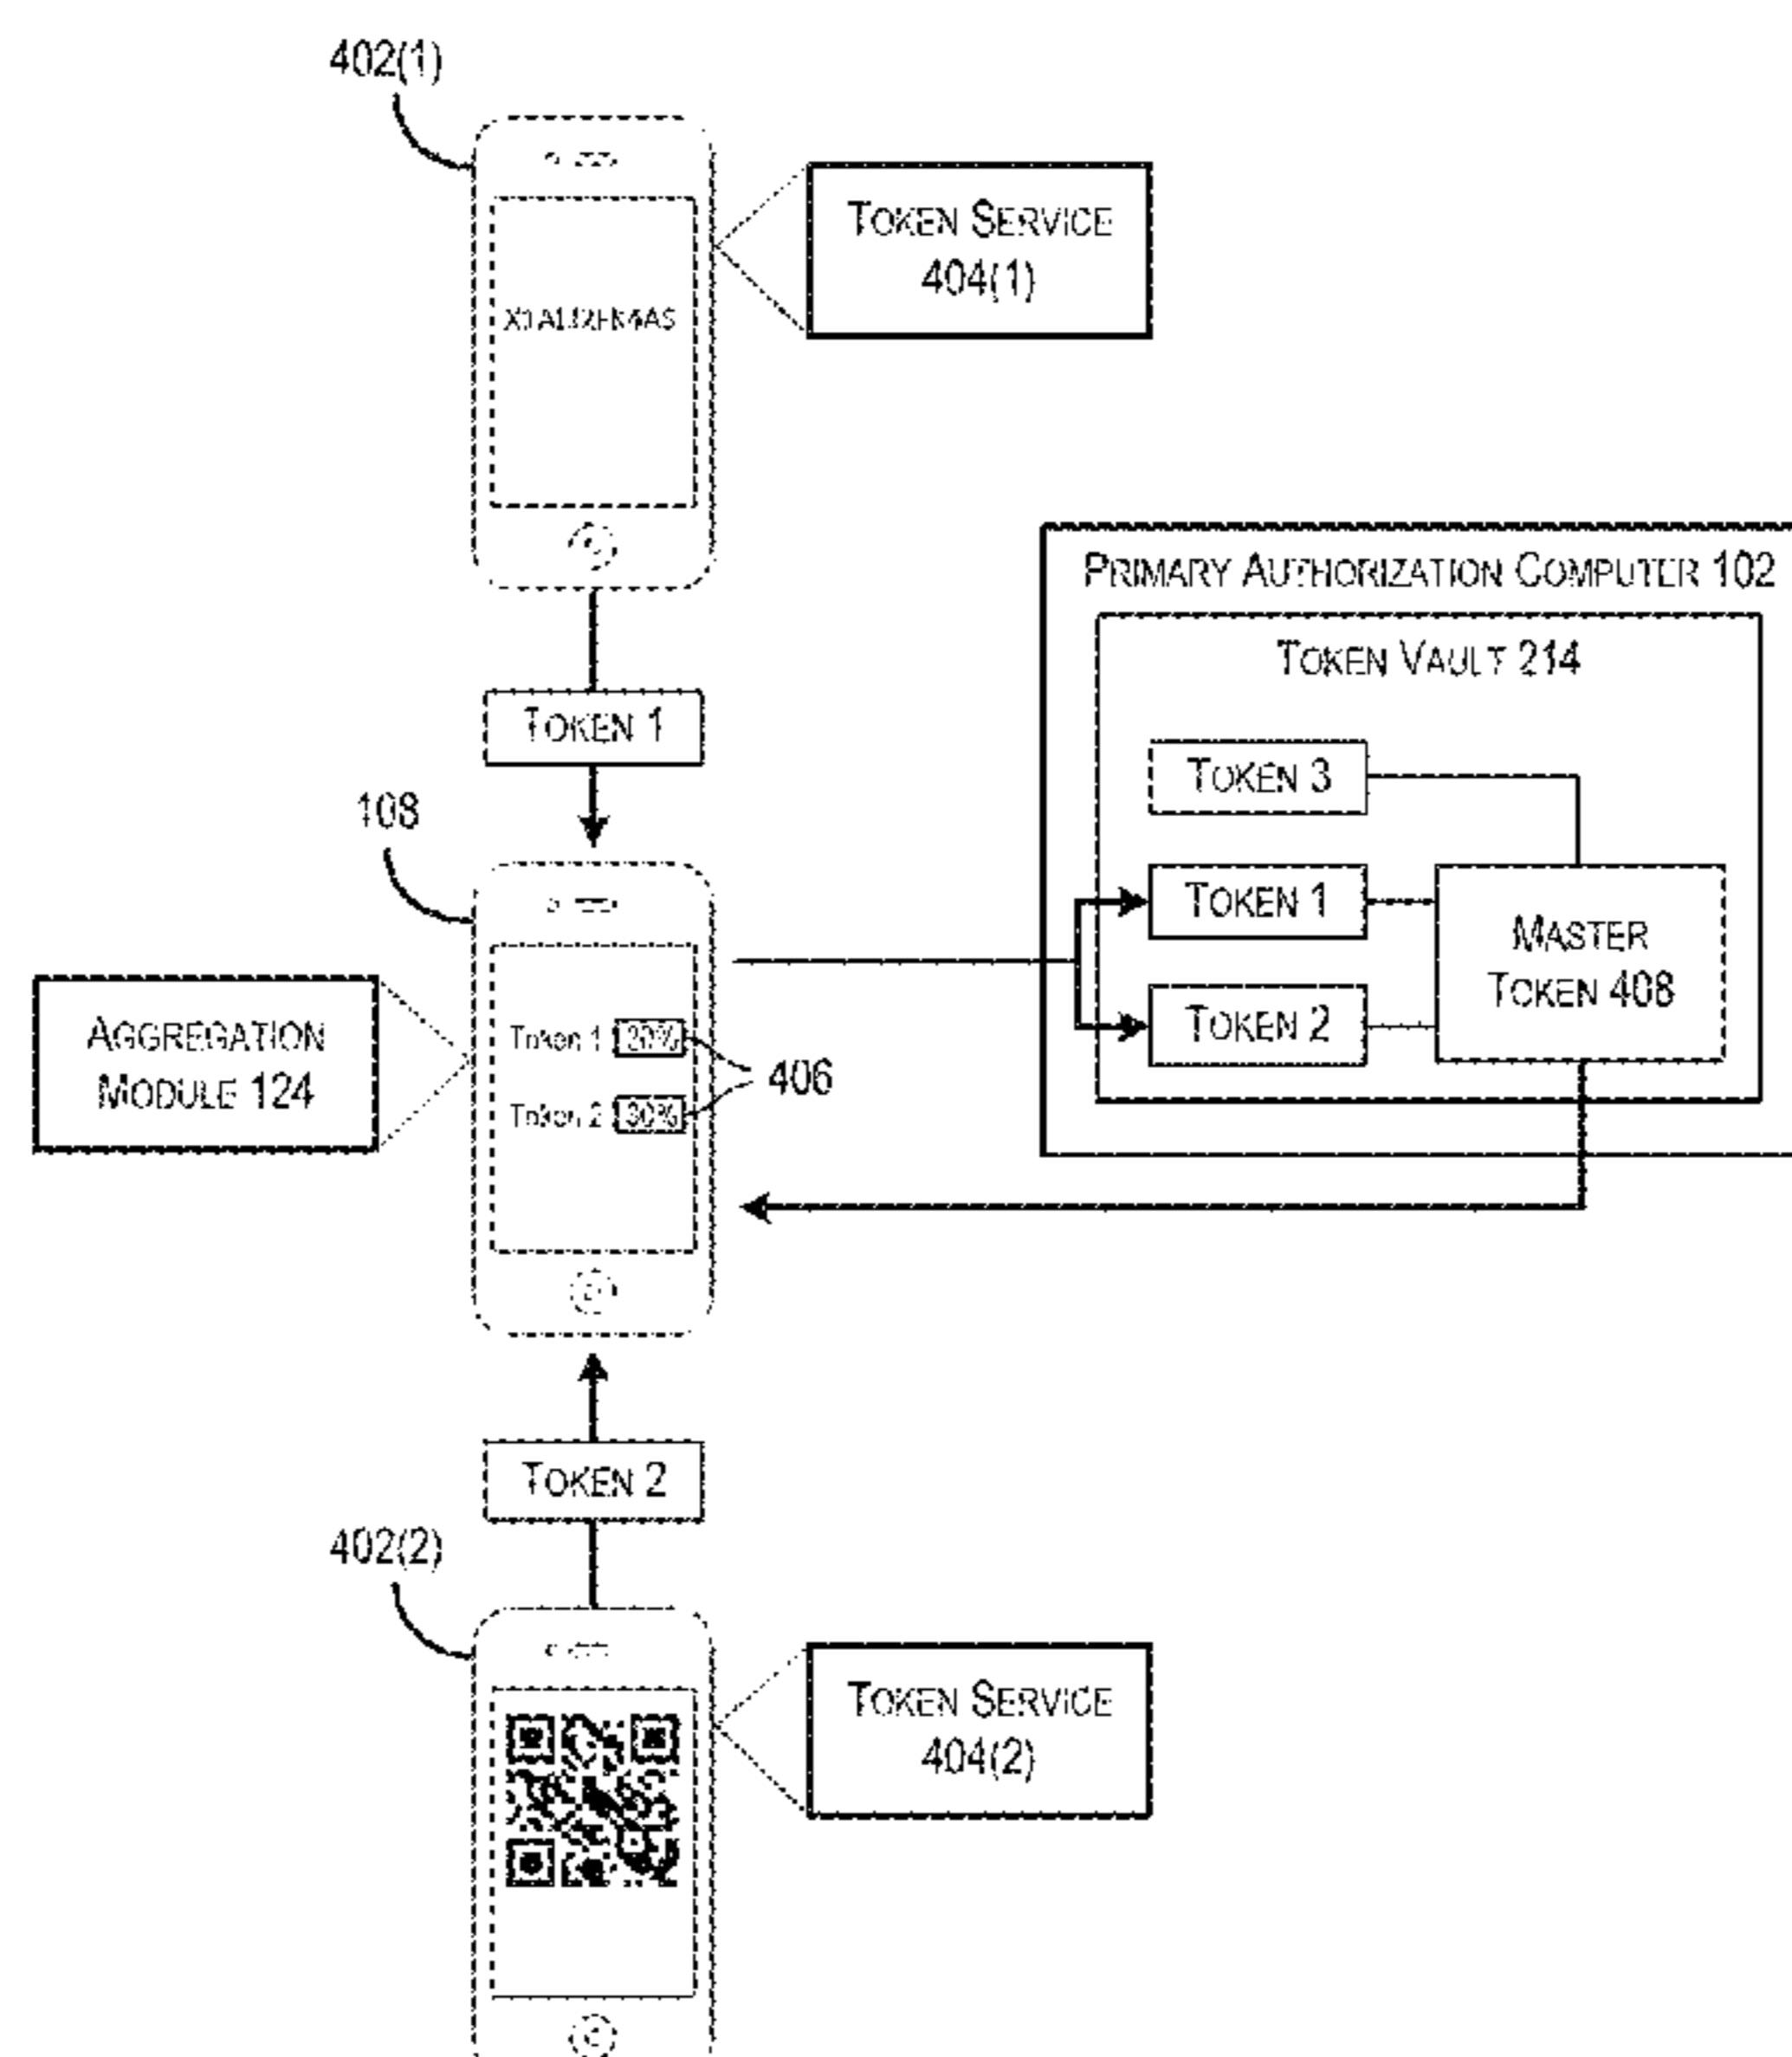 402(1)
TOKEN SERVICE
404(1)
TOKEN 1
PRIMARY AUTHORIZATION COMPUTER 102
TOKEN VAULT 214
TOKEN 3
TOKEN 1
TOKEN 2
MASTER
TOKEN 408
108
AGGREGATION
MODULE 124
Token 1
Token 2 30%
406
TOKEN 2
402(2)
TOKEN SERVICE
404(2)